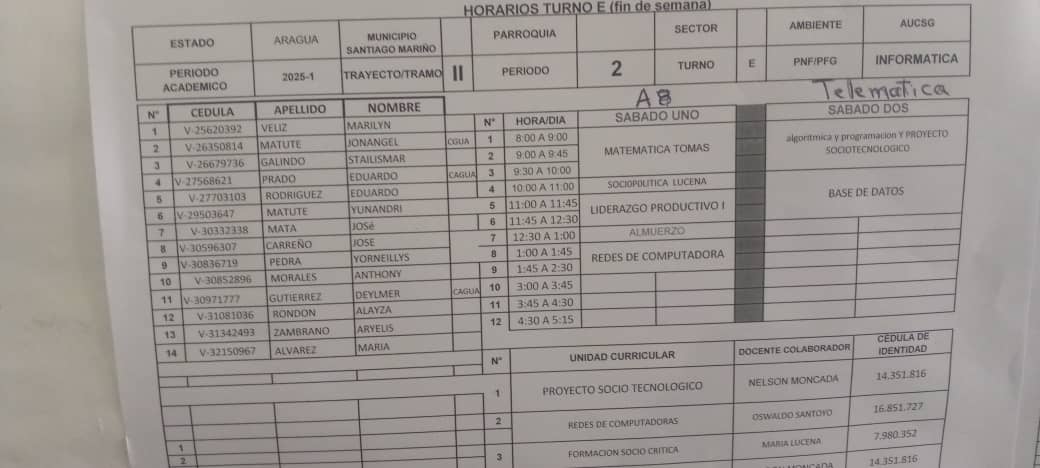 HORARIOS TURNO E (fin de semana)
ESTADO ARAGUA MUNICIPIO SANTIAGO MARIÑO PARROQUIA SECTOR AMBIENTE AUCSG
PERIODO ACADEMICO 2025-1 TRAYECTO/TRAMO II PERIODO 2 TURNO E PNF/PFG INFORMATICA
A8 Telematica
N° CEDULA APELLIDO NOMBRE
1 V-25620392 VELIZ MARILYN
2 V-26350814 MATUTE JONANGEL CGUA
3 V-26679736 GALINDO STAILISMAR
4 V-27568621 PRADO EDUARDO CAGUA
5 V-27703103 RODRIGUEZ EDUARDO
6 V-29503647 MATUTE YUNANDRI
7 V-30332338 MATA JOSé
8 V-30596307 CARREÑO JOSE
9 V-30836719 PEDRA YORNEILLYS
10 V-30852896 MORALES ANTHONY
11 V-30971777 GUTIERREZ DEYLMER CAGUA
12 V-31081036 RONDON ALAYZA
13 V-31342493 ZAMBRANO ARYELIS
14 V-32150967 ALVAREZ MARIA
1
2
N° HORA/DIA SABADO UNO SABADO DOS
1 8:00 A 9:00 MATEMATICA TOMAS algoritmica y programacion Y PROYECTO SOCIOTECNOLOGICO
2 9:00 A 9:45
3 9:30 A 10:00
4 10:00 A 11:00 SOCIOPOLITICA LUCENA BASE DE DATOS
5 11:00 A 11:45 LIDERAZGO PRODUCTIVO I
6 11:45 A 12:30
7 12:30 A 1:00 ALMUERZO
8 1:00 A 1:45 REDES DE COMPUTADORA
9 1:45 A 2:30
10 3:00 A 3:45
11 3:45 A 4:30
12 4:30 A 5:15
N° UNIDAD CURRICULAR DOCENTE COLABORADOR CEDULA DE IDENTIDAD
1 PROYECTO SOCIO TECNOLOGICO NELSON MONCADA 14.351.816
2 REDES DE COMPUTADORAS OSWALDO SANTOYO 16.851.727
3 FORMACION SOCIO CRITICA MARIA LUCENA 7.980.352
MONCADA 14.351.816